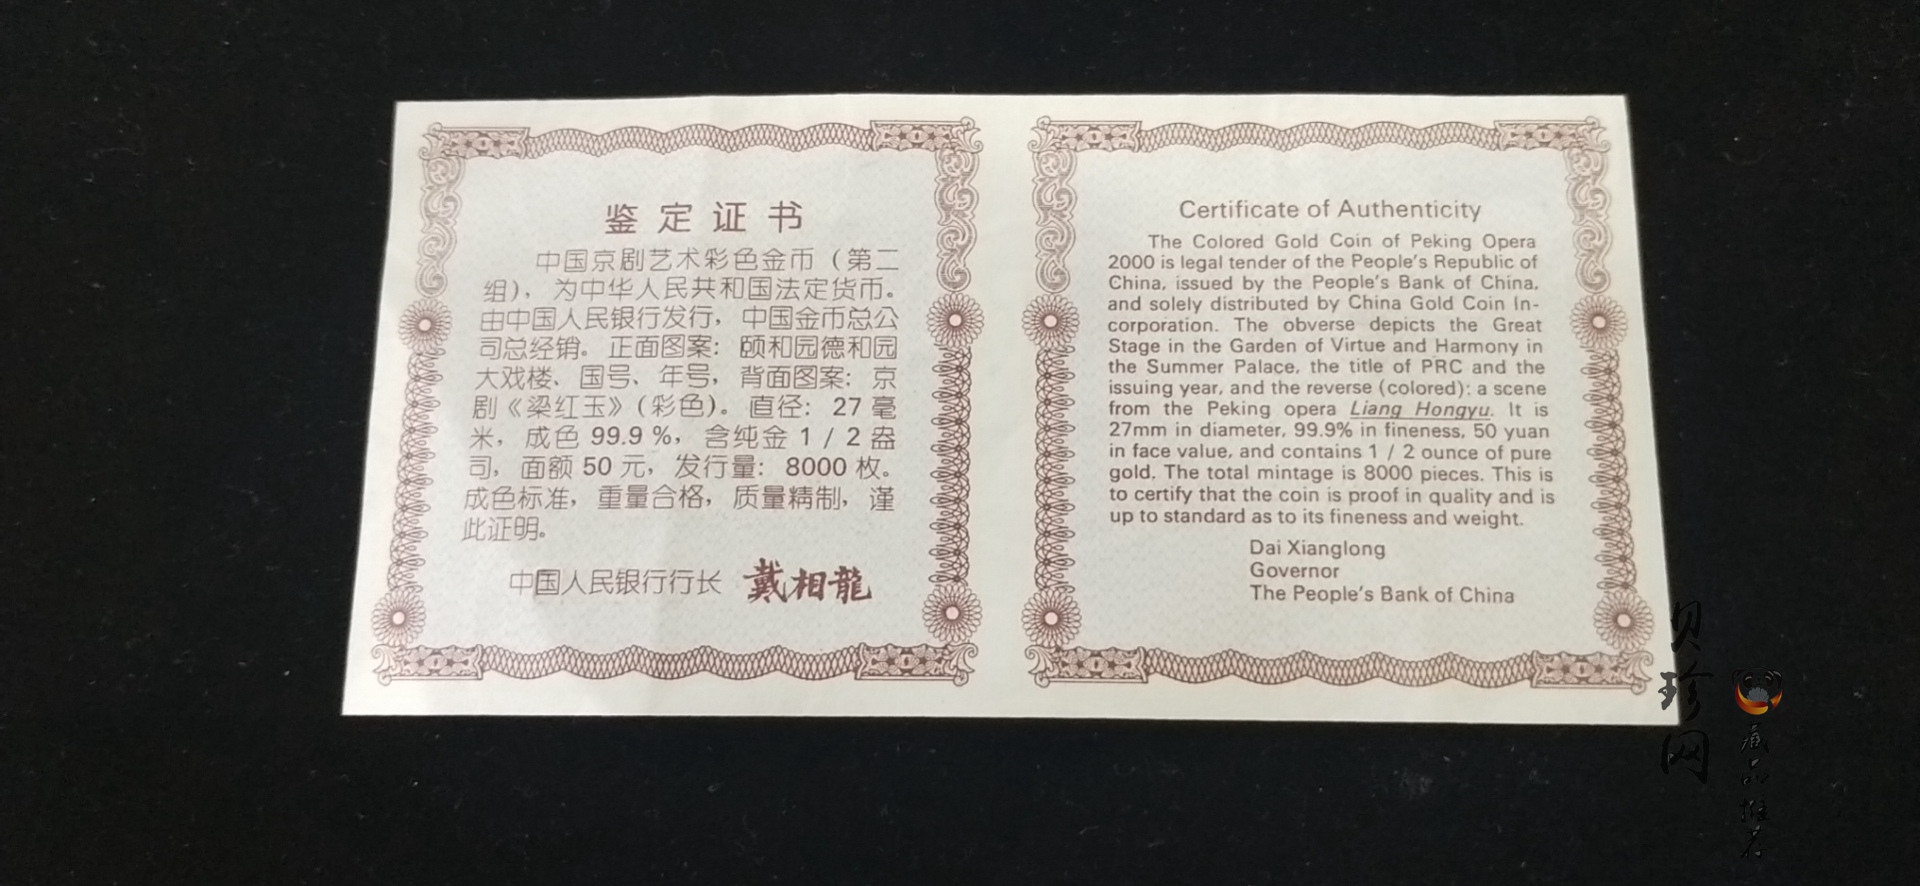 鉴定证书
中国京剧艺术彩色金币（第二
组），为中华人民共和国法定货币。
由中国人民银行发行，中国金币总公
司总经销。正面图案：颐和园德和园
大戏楼、国号、年号，背面图案：京
剧《梁红玉》（彩色）。直径：27毫
米，成色99.9%，含纯金1/2盎
司，面额50元，发行量：8000枚。
成色标准，重量合格，质量精制，谨
此证明。
中国人民银行行长 戴相龍
Certificate of Authenticity
The Colored Gold Coin of Peking Opera
2000 is legal tender of the People's Republic of
China, issued by the People's Bank of China,
and solely distributed by China Gold Coin In-
corporation. The obverse depicts the Great
Stage in the Garden of Virtue and Harmony in
the Summer Palace, the title of PRC and the
issuing year, and the reverse (colored): a scene
from the Peking opera Liang Hongyu. It is
27mm in diameter, 99.9% in fineness, 50 yuan
in face value, and contains 1 / 2 ounce of pure
gold. The total mintage is 8000 pieces. This is
to certify that the coin is proof in quality and is
up to standard as to its fineness and weight.
Dai Xianglong
Governor
The People's Bank of China
贝珍网
藏品推荐